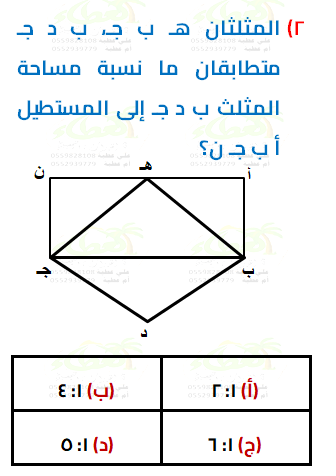 ٢) المثلثان هـ ب جـ، ب د جـ
متطابقان ما نسبة مساحة
المثلث ب د جـ إلى المستطيل
أ ب جـ ن؟
ن هـ أ
جـ ب
د
(أ) ١: ٢ (ب) ١: ٤
(ج) ١: ٦ (د) ١: ٥